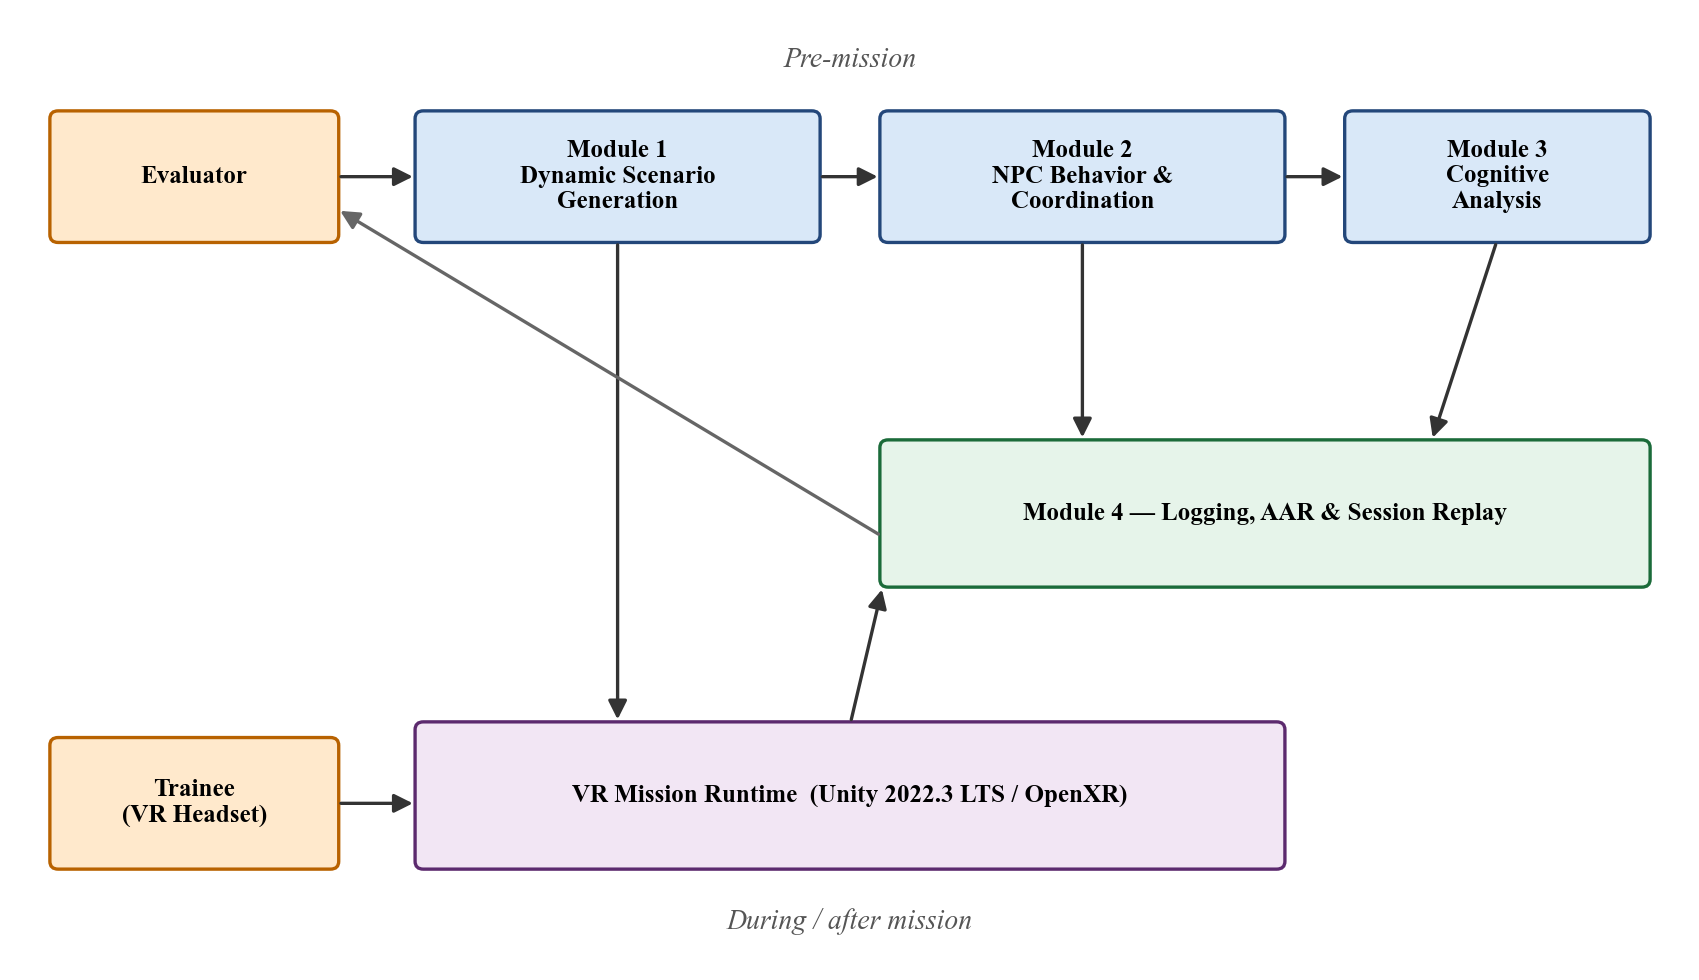 Pre-mission
Evaluator
Module 1
Dynamic Scenario
Generation
Module 2
NPC Behavior &
Coordination
Module 3
Cognitive
Analysis
Module 4 — Logging, AAR & Session Replay
Trainee
(VR Headset)
VR Mission Runtime  (Unity 2022.3 LTS / OpenXR)
During / after mission